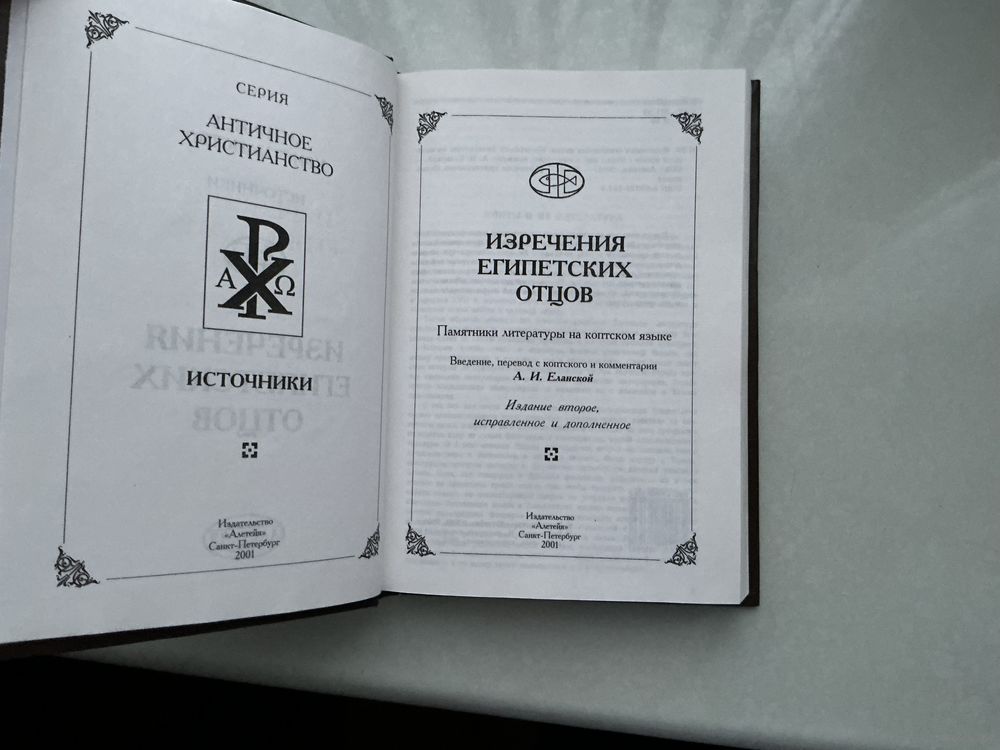 СЕРИЯ
АНТИЧНОЕ
ХРИСТИАНСТВО
Α Ω
ИСТОЧНИКИ
Издательство
«Алетейя»
Санкт-Петербург
2001
ИЗРЕЧЕНИЯ
ЕГИПЕТСКИХ
ОТЦОВ
Памятники литературы на коптском языке
Введение, перевод с коптского и комментарии
А. И. Еланской
Издание второе,
исправленное и дополненное
Издательство
«Алетейя»
Санкт-Петербург
2001